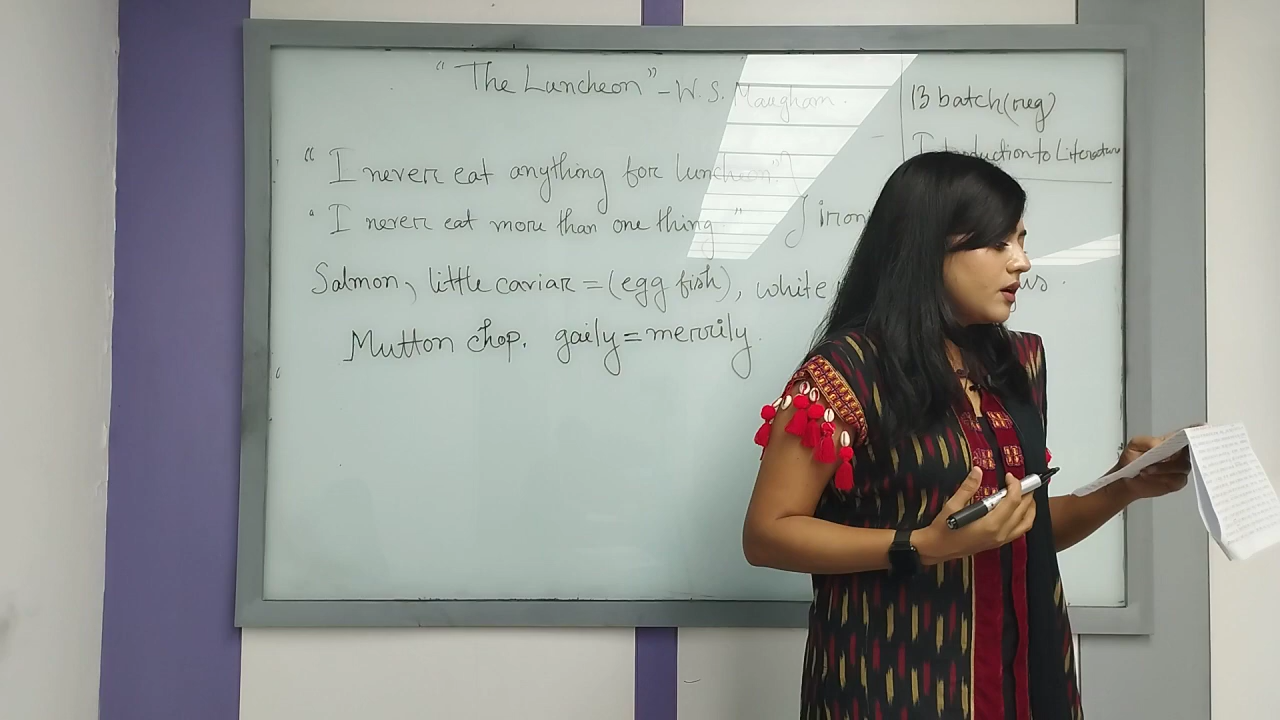 "The Luncheon" - W. S. Maugham.
13 batch (reg)
Introduction to Literature
"I never eat anything for luncheon."
"I never eat more than one thing"
Salmon, little caviar = (egg fish), white
Mutton chop. gaily = merrily.